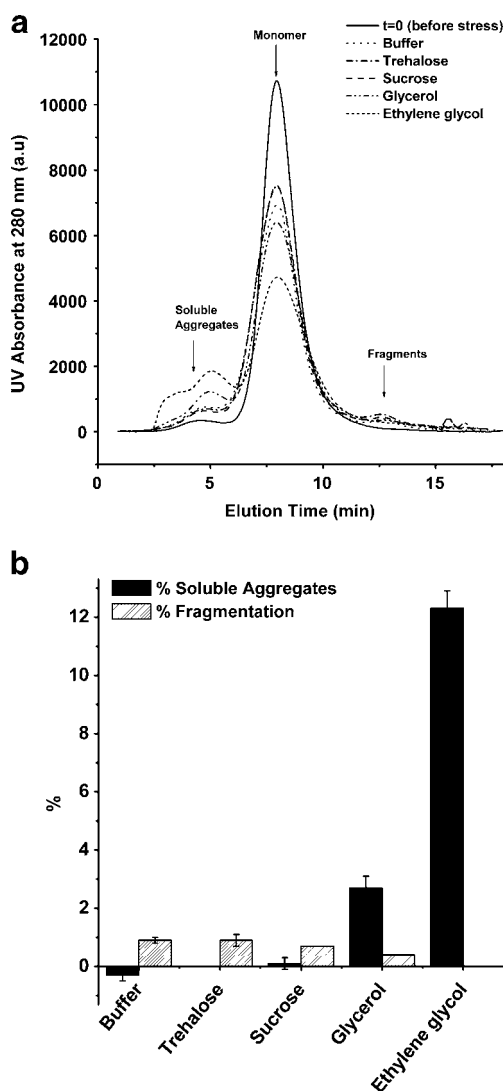 a
t=0 (before stress)
Buffer
Trehalose
Sucrose
Glycerol
Ethylene glycol
Monomer
Soluble
Aggregates
Fragments
12000
10000
8000
6000
4000
2000
0
UV Absorbance at 280 nm (a.u)
0
5
10
15
Elution Time (min)
b
% Soluble Aggregates
% Fragmentation
12
10
8
6
4
2
0
%
Buffer
Trehalose
Sucrose
Glycerol
Ethylene glycol